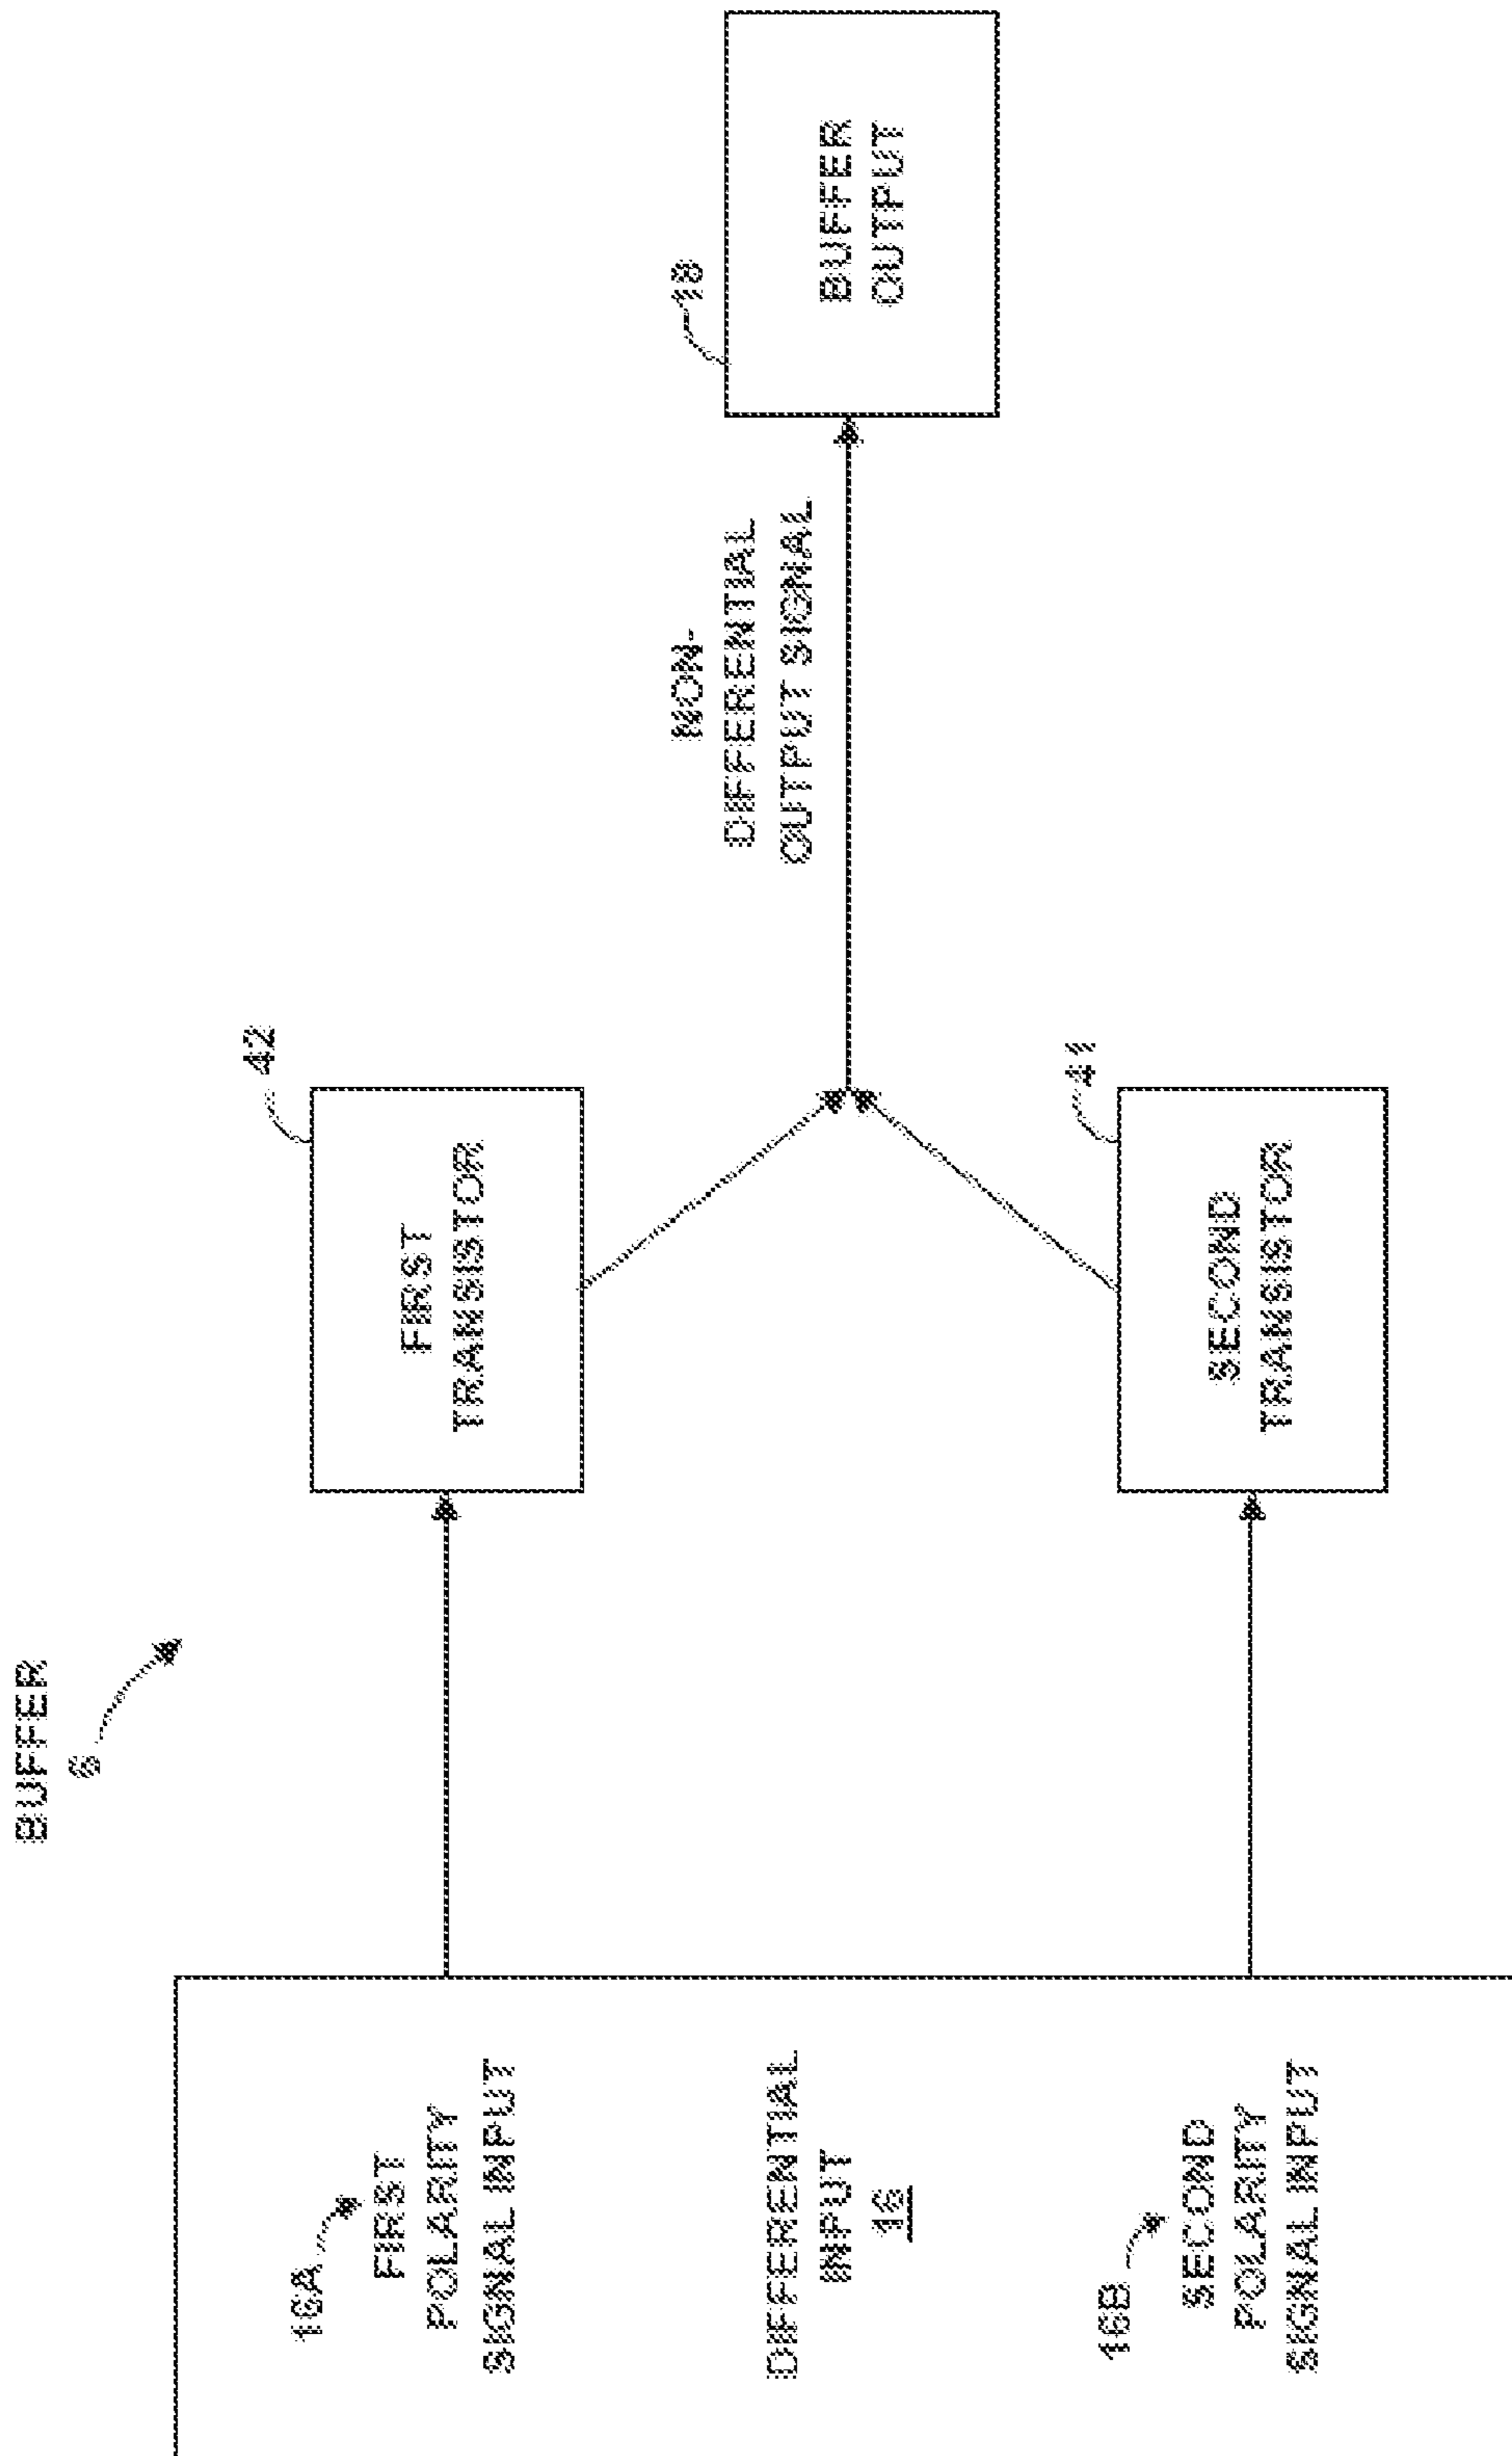 BUFFER
6
16A
FIRST
POLARITY
SIGNAL INPUT
DIFFERENTIAL
INPUT
16
16B
SECOND
POLARITY
SIGNAL INPUT
42
FIRST
TRANSISTOR
41
SECOND
TRANSISTOR
NON-
DIFFERENTIAL
OUTPUT SIGNAL
18
BUFFER
OUTPUT